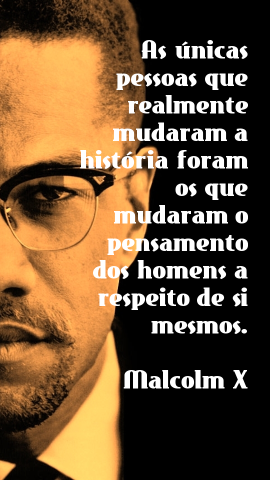 As únicas
pessoas que
realmente
mudaram a
história foram
os que
mudaram o
pensamento
dos homens a
respeito de si
mesmos.
Malcolm X